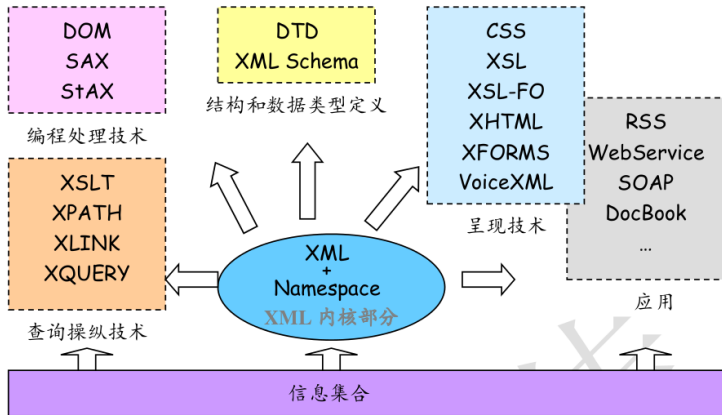 DOM
SAX
StAX
编程处理技术
DTD
XML Schema
结构和数据类型定义
CSS
XSL
XSL-FO
XHTML
XFORMS
VoiceXML
呈现技术
RSS
WebService
SOAP
DocBook
...
应用
XSLT
XPATH
XLINK
XQUERY
查询操纵技术
XML
+
Namespace
XML 内核部分
信息集合